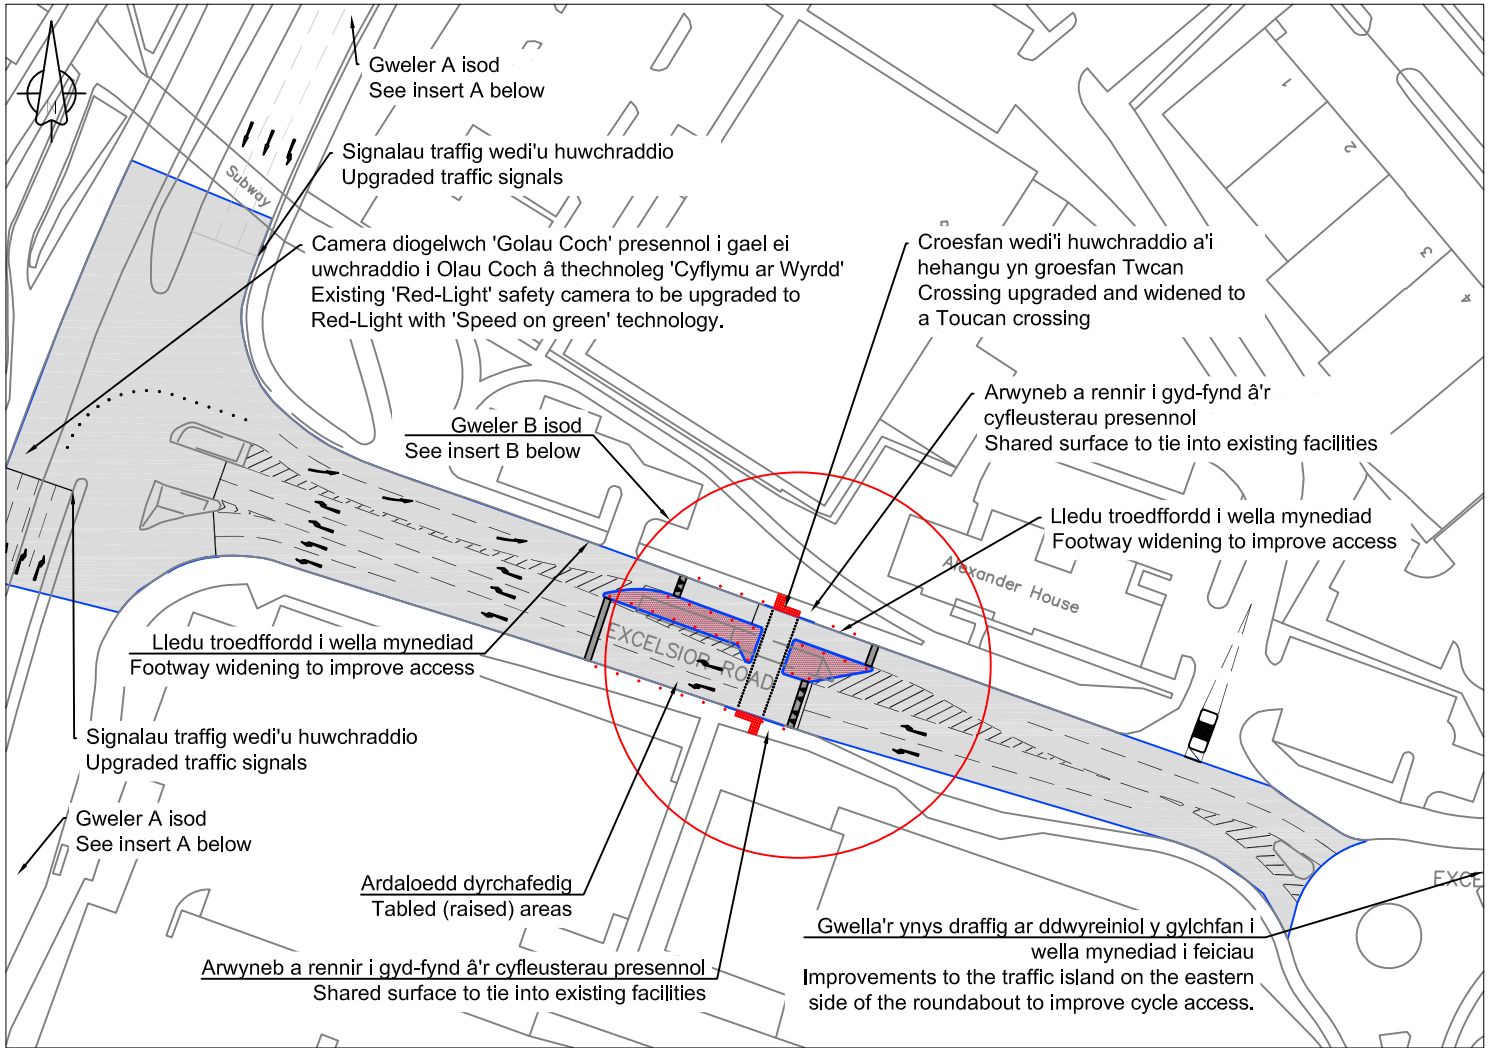 Gweler A isod
See insert A below
Signalau traffig wedi'u huwchraddio
Upgraded traffic signals
Subway
Camera diogelwch 'Golau Coch' presennol i gael ei
uwchraddio i Olau Coch â thechnoleg 'Cyflymu ar Wyrdd'
Existing 'Red-Light' safety camera to be upgraded to
Red-Light with 'Speed on green' technology.
Croesfan wedi'i huwchraddio a'i
hehangu yn groesfan Twcan
Crossing upgraded and widened to
a Toucan crossing
1
2
3
4
Arwyneb a rennir i gyd-fynd â'r
cyfleusterau presennol
Shared surface to tie into existing facilities
Gweler B isod
See insert B below
Lledu troedffordd i wella mynediad
Footway widening to improve access
Alexander House
EXCELSIOR ROAD
Lledu troedffordd i wella mynediad
Footway widening to improve access
Signalau traffig wedi'u huwchraddio
Upgraded traffic signals
Gweler A isod
See insert A below
Ardaloedd dyrchafedig
Tabled (raised) areas
EXCE
Gwella'r ynys draffig ar ddwyreiniol y gylchfan i
wella mynediad i feiciau
Improvements to the traffic island on the eastern
side of the roundabout to improve cycle access.
Arwyneb a rennir i gyd-fynd â'r cyfleusterau presennol
Shared surface to tie into existing facilities